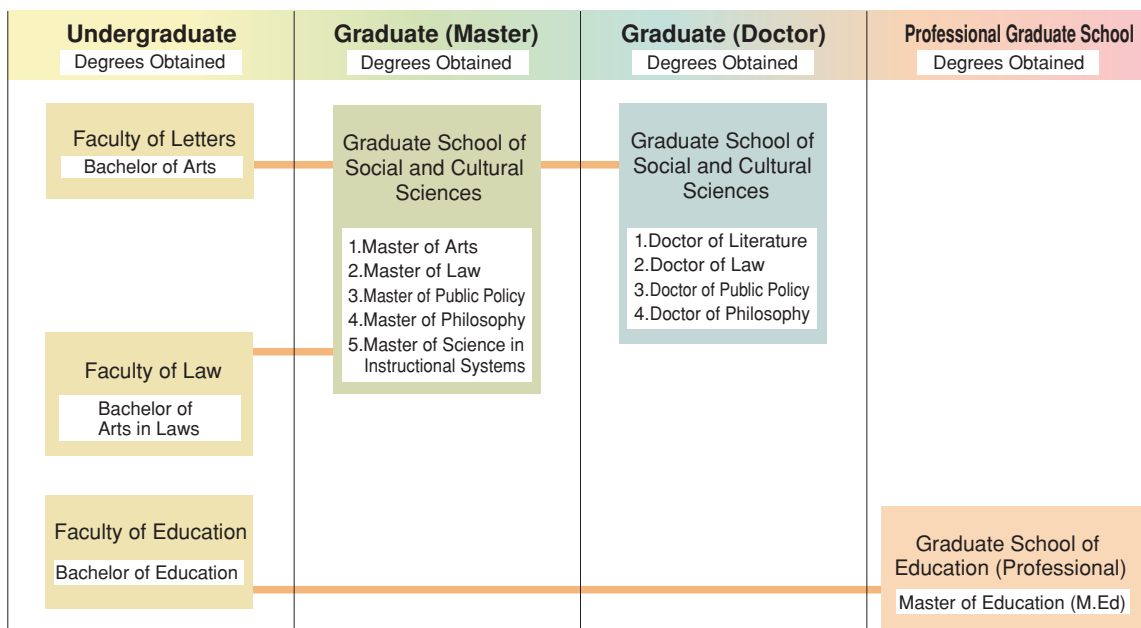 Undergraduate
Degrees Obtained
Graduate (Master)
Degrees Obtained
Graduate (Doctor)
Degrees Obtained
Professional Graduate School
Degrees Obtained
Faculty of Letters
Bachelor of Arts
Graduate School of
Social and Cultural
Sciences
1.Master of Arts
2.Master of Law
3.Master of Public Policy
4.Master of Philosophy
5.Master of Science in
Instructional Systems
Graduate School of
Social and Cultural
Sciences
1.Doctor of Literature
2.Doctor of Law
3.Doctor of Public Policy
4.Doctor of Philosophy
Faculty of Law
Bachelor of
Arts in Laws
Faculty of Education
Bachelor of Education
Graduate School of
Education (Professional)
Master of Education (M.Ed)